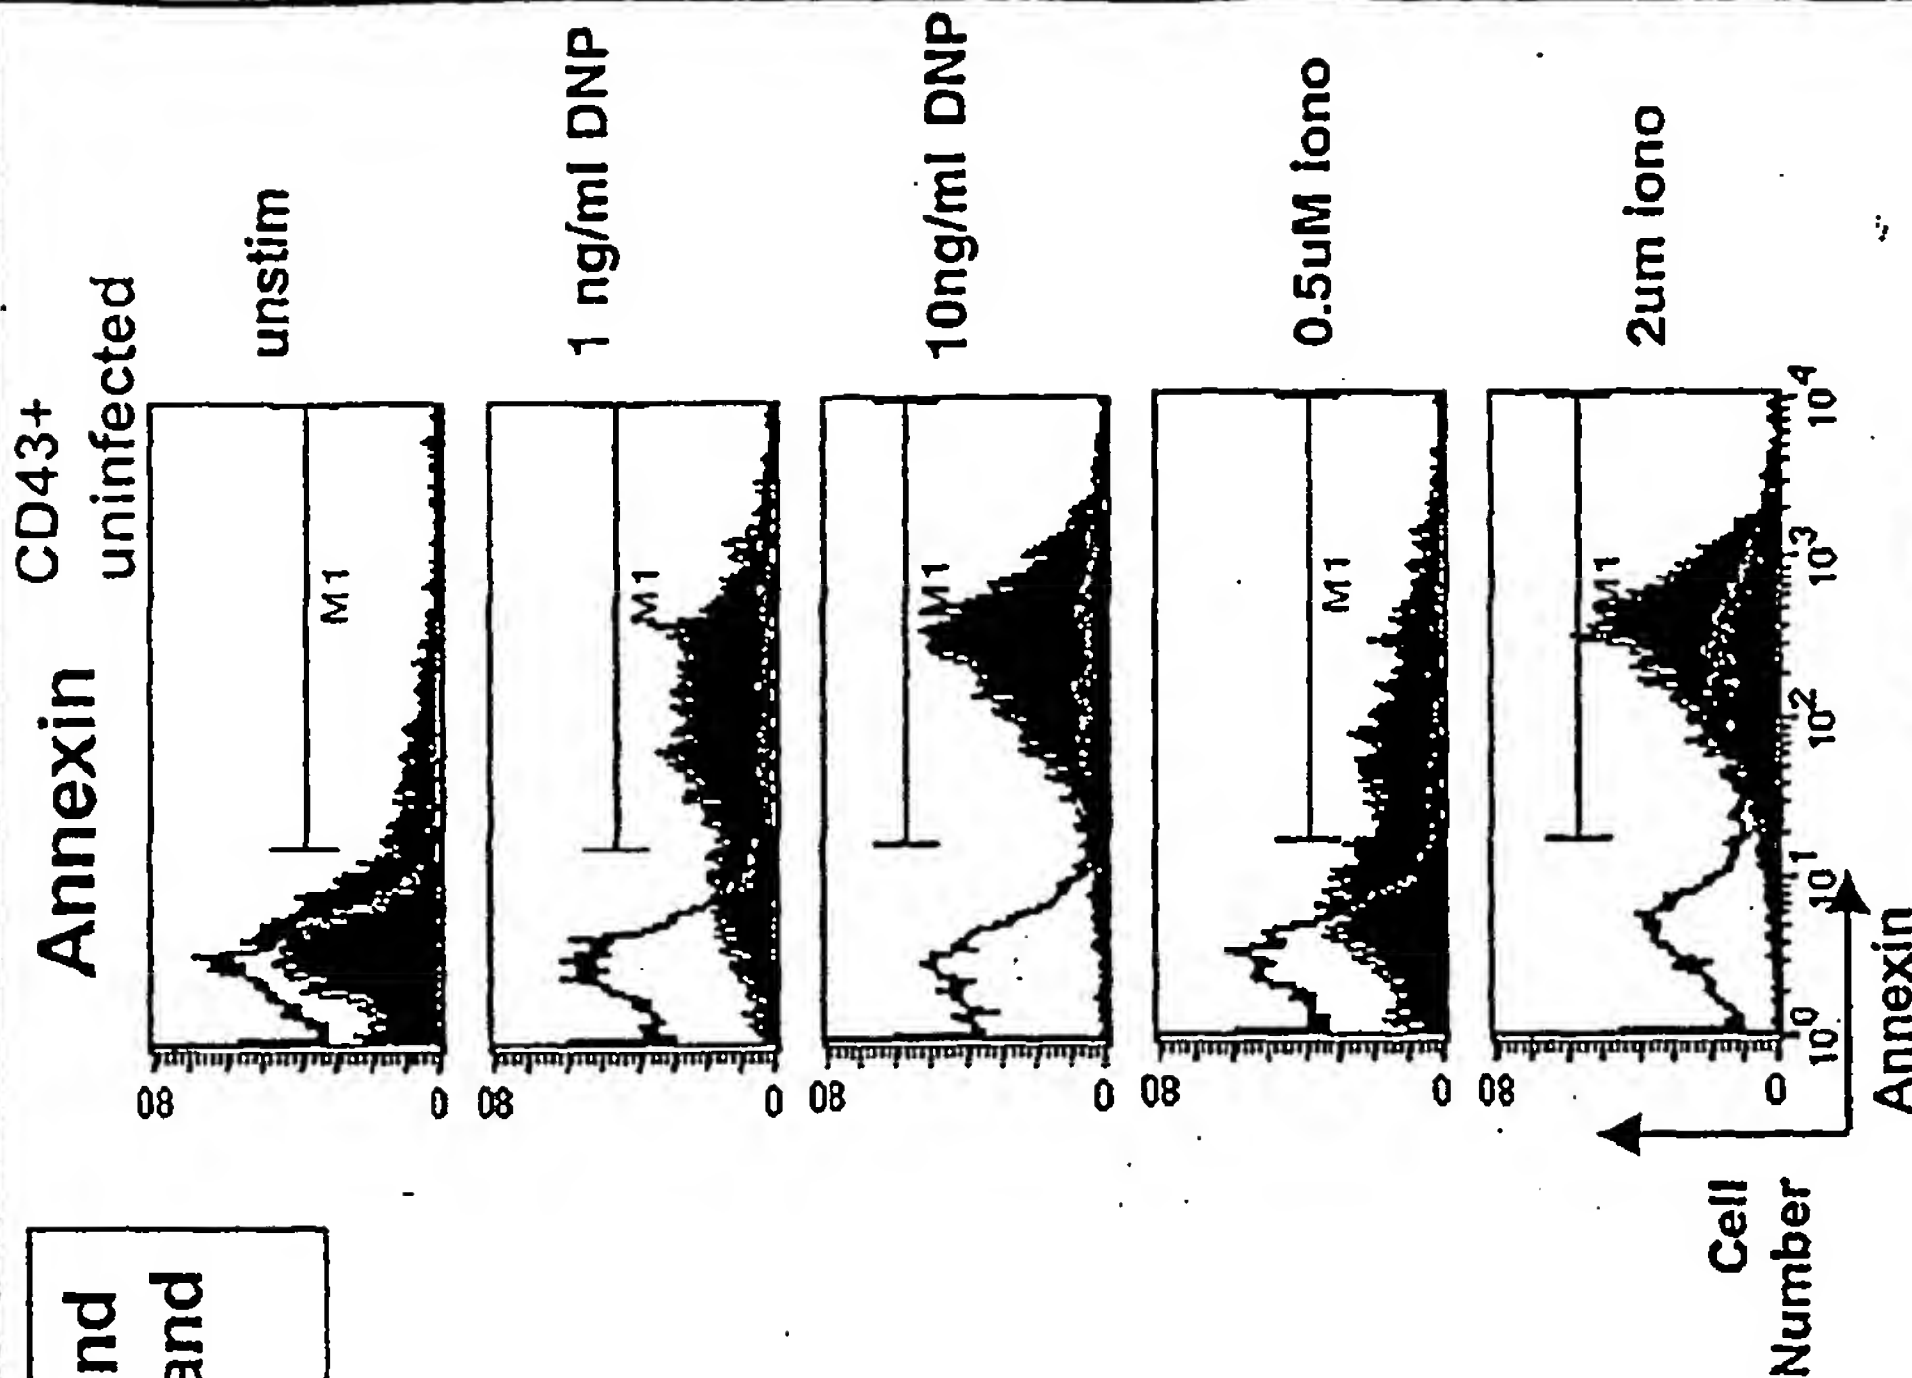 Annexin
CD43+
uninfected
08
0
M1
unstim
08
0
M1
1 ng/ml DNP
08
0
M1
10ng/ml DNP
08
0
M1
0.5uM iono
08
0
M1
2um iono
10^0 10^1 10^2 10^3 10^4
Annexin
Cell
Number
nd
and